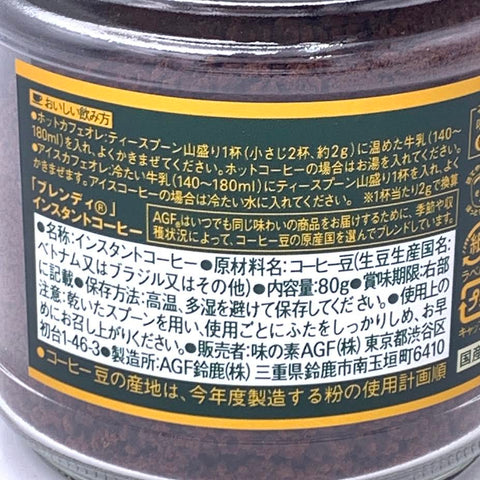 おいしい飲み方
●ホットカフェオレ:ティースプーン山盛り1杯(小さじ2杯、約2g)に温めた牛乳(140〜
180ml)を入れ、よくかきまぜてください。ホットコーヒーの場合はお湯を入れてください。
●アイスカフェオレ:冷たい牛乳(140〜180ml)にティースプーン山盛り1杯を入れ、よく
かきまぜます。アイスコーヒーの場合は冷たい水に入れてください。 ※1杯当たり2gで換算
「ブレンディ®」
インスタントコーヒー
AGF®はいつでも同じ味わいの商品をお届けするために、季節や収
穫状況によって、コーヒー豆の原産国を選んでブレンドしています。
●名称:インスタントコーヒー ●原材料名:コーヒー豆(生豆生産国名:
ベトナム又はブラジル又はその他) ●内容量:80g ●賞味期限:右部
に記載 ●保存方法:高温、多湿を避けて保存してください。 ●使用上の
注意:乾いたスプーンを用い、使用ごとにふたをしっかりしめ、お早
めにお召し上がりください。 ●販売者:味の素AGF(株) 東京都渋谷区
初台1-46-3 ●製造所:AGF鈴鹿(株) 三重県鈴鹿市南玉垣町6410
●コーヒー豆の産地は、今年度製造する粉の使用計画順
国産